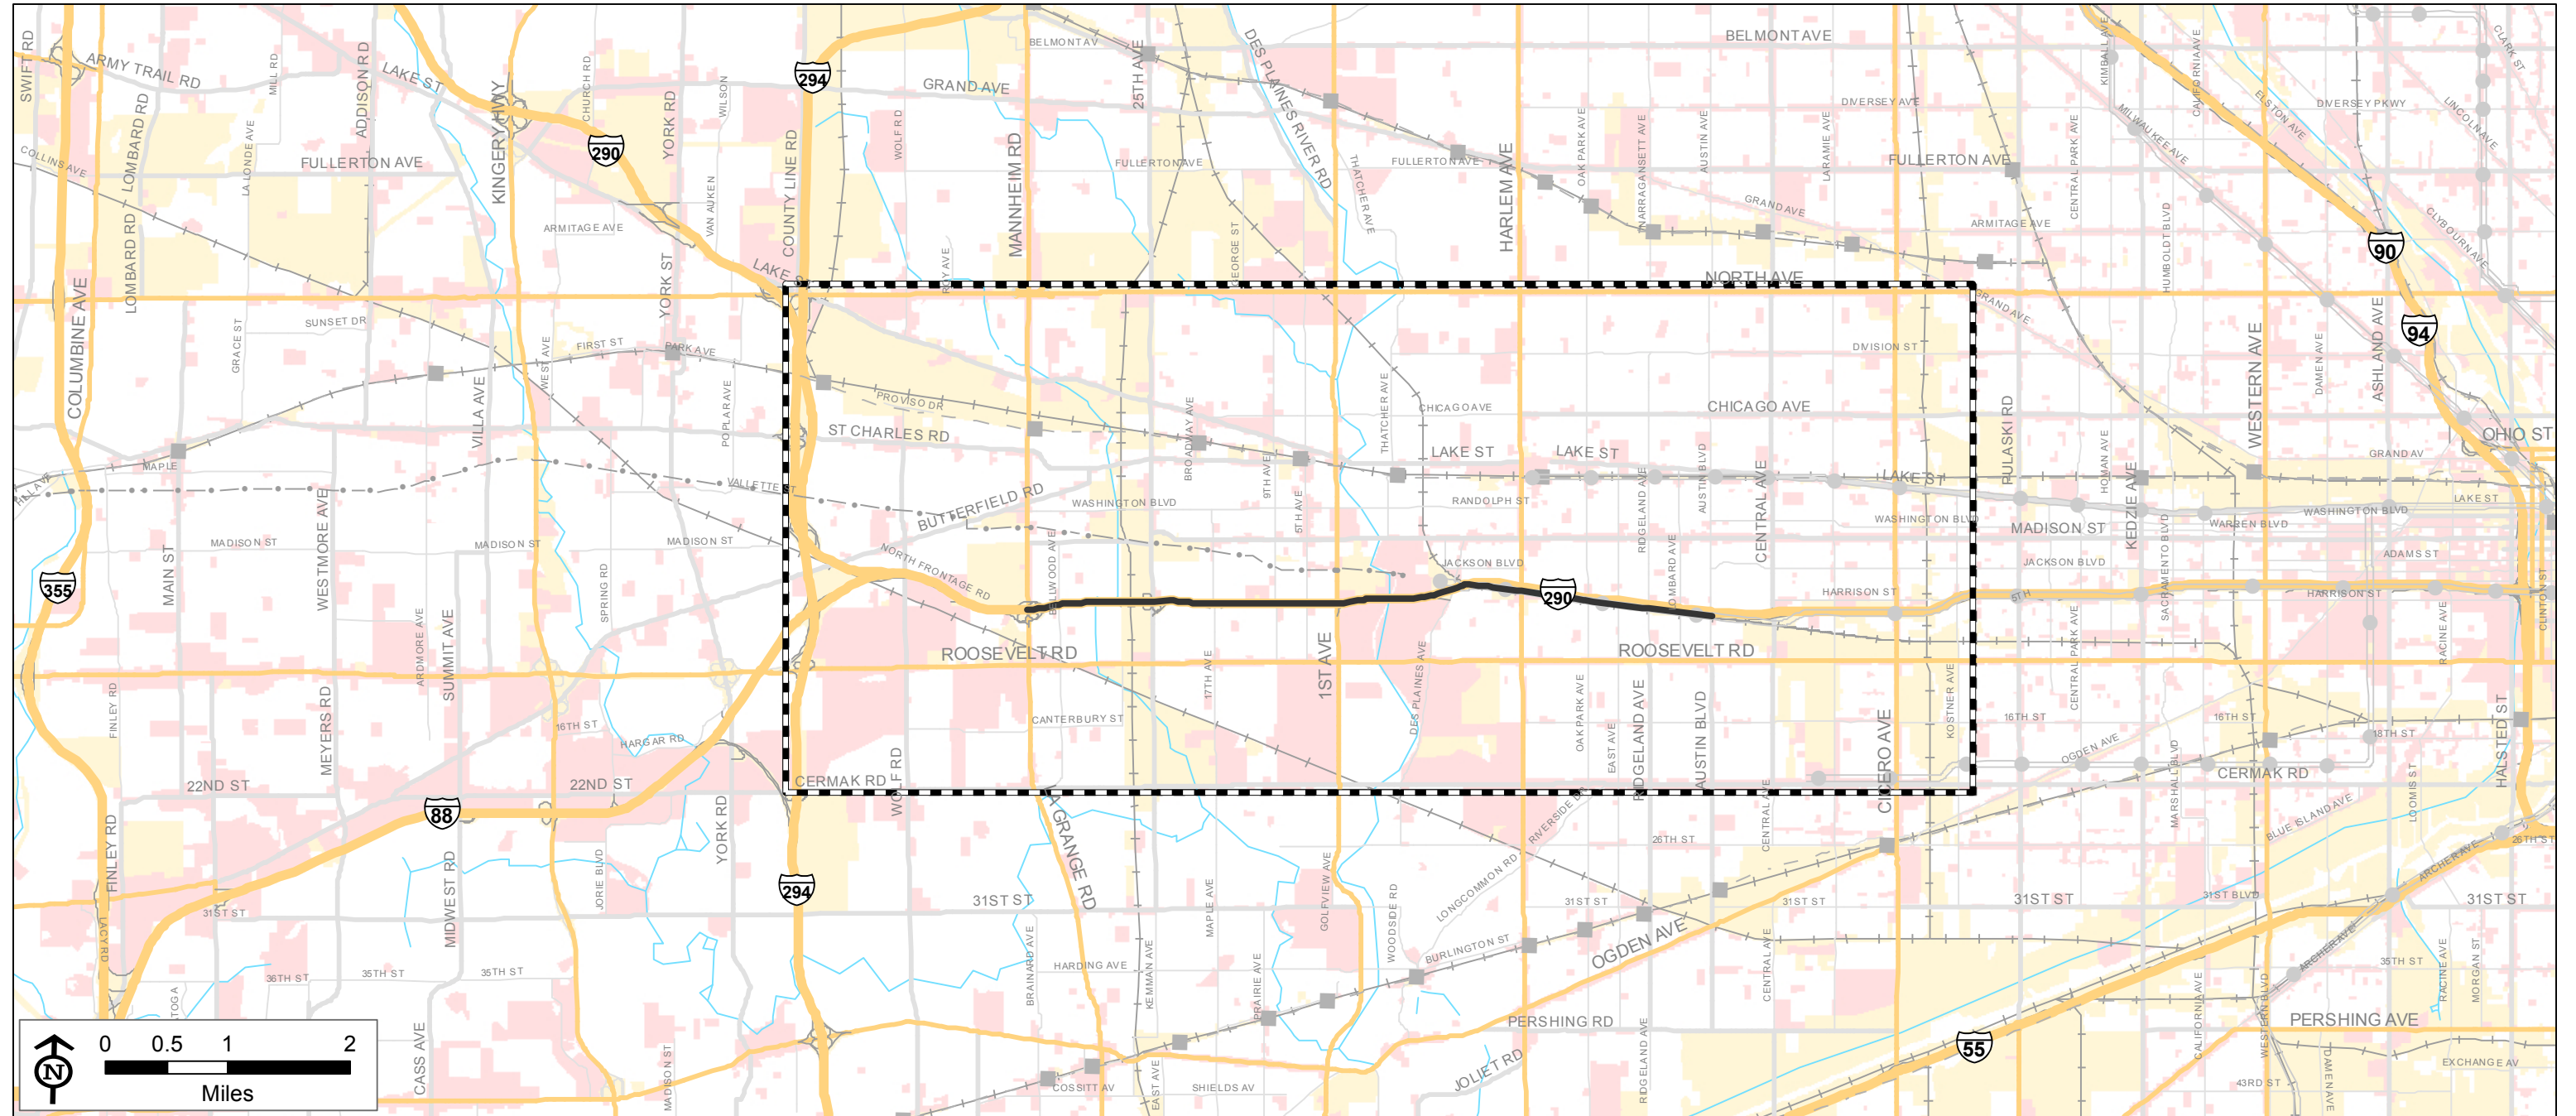 SWIFT RD
ARMY TRAIL RD
MILL RD
ADDISON RD
LAKE ST
KINGERY HWY
CHURCH RD
YORK RD
WILSON
294
GRAND AVE
BELMONT AV
25TH AVE
DES PLAINES RIVER RD
BELMONT AVE
KIMBALL AVE
CALIFORNIA AVE
CLARK ST
LOMBARD RD
COLLINS AVE
LA LONDE AVE
FULLERTON AVE
290
VAN AUKEN
COUNTY LINE RD
WOLF RD
MANNHEIM RD
FULLERTON AVE
THATCHER AVE
FULLERTON AVE
HARLEM AVE
OAK PARK AVE
NARRAGANSETT AVE
AUSTIN AVE
DIVERSEY AVE
LARAMIE AVE
FULLERTON AVE
CENTRAL PARK AVE
MILWAUKEE AVE
ELSTON AVE
DIVERSEY PKWY
LINCOLN AVE
LOMBARD RD
ARMITAGE AVE
YORK ST
LAKE ST
ROY AVE
GEORGE ST
GRAND AVE
ARMITAGE AVE
HUMBOLDT BLVD
90
CLYBOURN AVE
NORTH AVE
COLUMBINE AVE
GRACE ST
SUNSET DR
FIRST ST
PARK AVE
WEST AVE
VILLA AVE
POPLAR AVE
PROVISO DR
ST CHARLES RD
BROADWAY AVE
THATCHER AVE
CHICAGO AVE
DIVISION ST
CHICAGO AVE
GRAND AVE
PULASKI RD
WESTERN AVE
DAMEN AVE
ASHLAND AVE
94
OHIO ST
MAPLE
HILL AVE
VALLETTE ST
BUTTERFIELD RD
WASHINGTON BLVD
9TH AVE
5TH AVE
LAKE ST
LAKE ST
RANDOLPH ST
RIDGELAND AVE
AUSTIN BLVD
CENTRAL AVE
LAKE ST
WASHINGTON BLVD
HOMAN AVE
KEDZIE AVE
GRAND AV
LAKE ST
MADISON ST
SACRAMENTO BLVD
WARREN BLVD
WASHINGTON BLVD
ADAMS ST
355
MAIN ST
MADISON ST
WESTMORE AVE
MADISON ST
MADISON ST
SPRING RD
NORTH FRONTAGE RD
BELLWOOD AVE
JACKSON BLVD
290
LOMBARD AVE
HARRISON ST
5TH
JACKSON BLVD
HARRISON ST
RACINE AVE
CLINTON ST
ARDMORE AVE
SUMMIT AVE
ROOSEVELT RD
17TH AVE
1ST AVE
DES PLAINES AVE
ROOSEVELT RD
KOSTNER AVE
CENTRAL PARK AVE
FINLEY RD
MEYERS RD
16TH ST
HARGAR RD
22ND ST
22ND ST
88
YORK RD
CERMAK RD
WOLF RD
CANTERBURY ST
OAK PARK AVE
EAST AVE
RIDGELAND AVE
AUSTIN BLVD
CENTRAL AVE
CICERO AVE
16TH ST
OGDEN AVE
MARSHALL BLVD
16TH ST
CERMAK RD
18TH ST
LOOMIS ST
HALSTED ST
FINLEY RD
MIDWEST RD
JORIE BLVD
294
LA GRANGE RD
MAPLE AVE
GOLFVIEW AVE
WOODSIDE RD
LONGCOMMON RD
RIVERSIDE DR
26TH ST
BLUE ISLAND AVE
ARCHER AVE
26TH ST
31ST ST
LACY RD
31ST ST
31ST ST
31ST ST
31ST ST
31ST BLVD
31ST ST
36TH ST
35TH ST
35TH ST
BRAINARD AVE
HARDING AVE
KEMMAN AVE
PRAIRIE AVE
BURLINGTON ST
OGDEN AVE
CENTRAL AVE
CALIFORNIA AVE
WESTERN BLVD
ARCHER AVE
35TH ST
RACINE AVE
MORGAN ST
CASS AVE
MADISON ST
COSSITT AV
EAST AVE
SHIELDS AV
JOLIET RD
PERSHING RD
RIDGELAND AVE
55
PERSHING AVE
EXCHANGE AV
43RD ST
DAMEN AVE
N
0 0.5 1 2
Miles